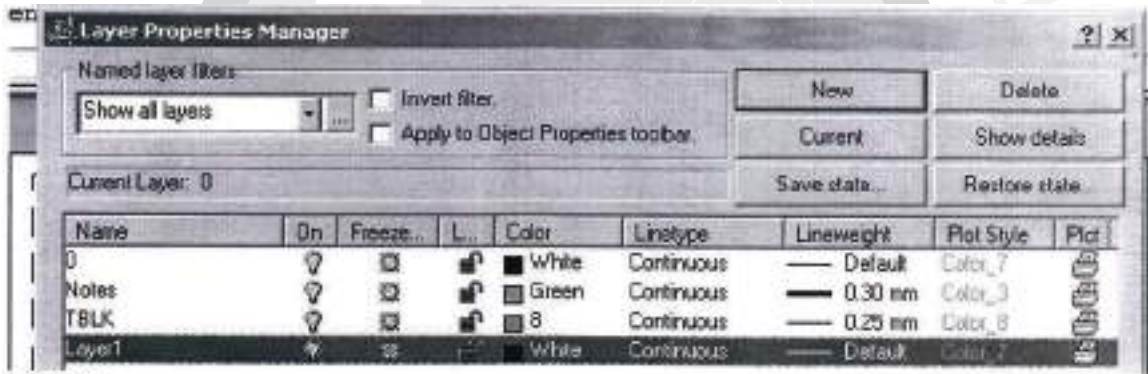 en
Layer Properties Manager
? ×
Named layer filters
Show all layers
...
Invert filter.
Apply to Object Properties toolbar.
New
Delete
Current
Show details
Current Layer: 0
Save state...
Restore state...
Name On Freeze... L... Color Linetype Lineweight Plot Style Plot
0 White Continuous Default Color_7
Notes Green Continuous 0.30 mm Color_3
TBLK 8 Continuous 0.25 mm Color_8
Layer1 White Continuous Default Color_7